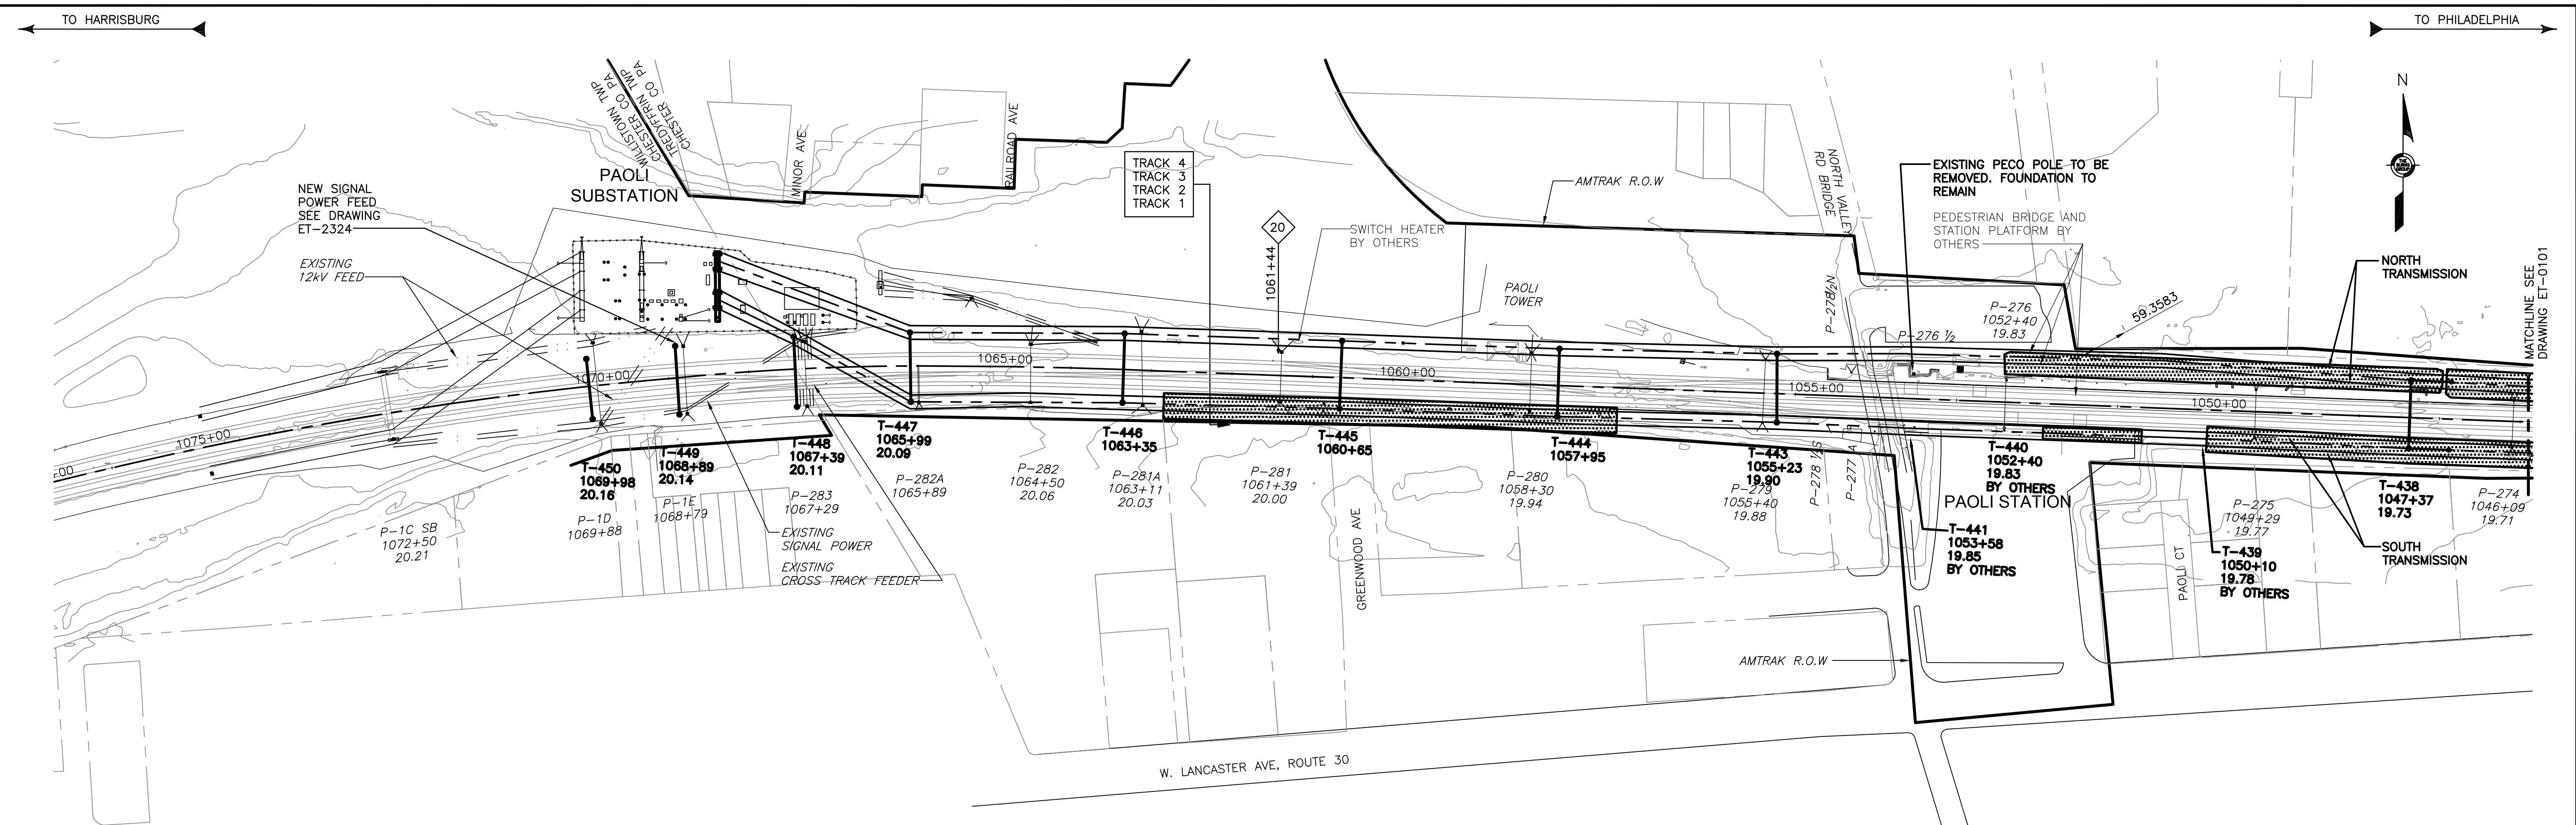 TO HARRISBURG
TO PHILADELPHIA
N
THE BURNS GROUP
WILLISTOWN TWP
CHESTER CO PA
TREDYFFRIN TWP
CHESTER CO PA
MINOR AVE
RAILROAD AVE
PAOLI
SUBSTATION
NEW SIGNAL
POWER FEED
SEE DRAWING
ET-2324
EXISTING
12kV FEED
TRACK 4
TRACK 3
TRACK 2
TRACK 1
20
1061+44
SWITCH HEATER
BY OTHERS
AMTRAK R.O.W
NORTH VALLEY
RD BRIDGE
EXISTING PECO POLE TO BE
REMOVED. FOUNDATION TO
REMAIN
PEDESTRIAN BRIDGE AND
STATION PLATFORM BY
OTHERS
NORTH
TRANSMISSION
MATCHLINE SEE
DRAWING ET-0101
PAOLI
TOWER
P-278½N
P-276 ½
P-276
1052+40
19.83
59.3583
1075+00
1070+00
1065+00
1060+00
1055+00
1050+00
T-450
1069+98
20.16
T-449
1068+89
20.14
T-448
1067+39
20.11
T-447
1065+99
20.09
T-446
1063+35
T-445
1060+65
T-444
1057+95
T-443
1055+23
19.90
T-440
1052+40
19.83
BY OTHERS
PAOLI STATION
T-441
1053+58
19.85
BY OTHERS
T-439
1050+10
19.78
BY OTHERS
T-438
1047+37
19.73
SOUTH
TRANSMISSION
P-1C SB
1072+50
20.21
P-1D
1069+88
P-1E
1068+79
P-283
1067+29
P-282A
1065+89
P-282
1064+50
20.06
P-281A
1063+11
20.03
P-281
1061+39
20.00
P-280
1058+30
19.94
P-279
1055+40
19.88
P-278 ½S
P-277 A
P-275
1049+29
19.77
P-274
1046+09
19.71
EXISTING
SIGNAL POWER
EXISTING
CROSS TRACK FEEDER
GREENWOOD AVE
PAOLI CT
AMTRAK R.O.W
W. LANCASTER AVE, ROUTE 30